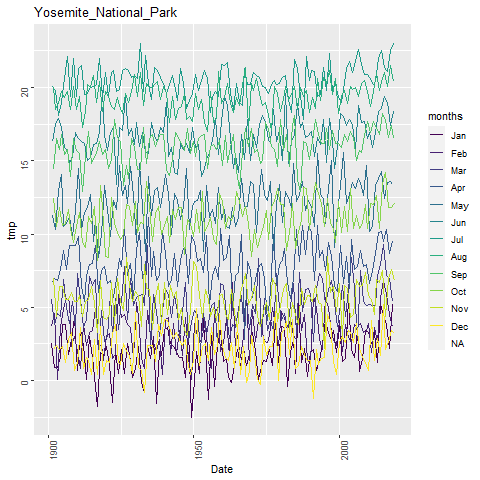 Yosemite_National_Park
tmp
20
15
10
5
0
1900
1950
2000
Date
months
Jan
Feb
Mar
Apr
May
Jun
Jul
Aug
Sep
Oct
Nov
Dec
NA